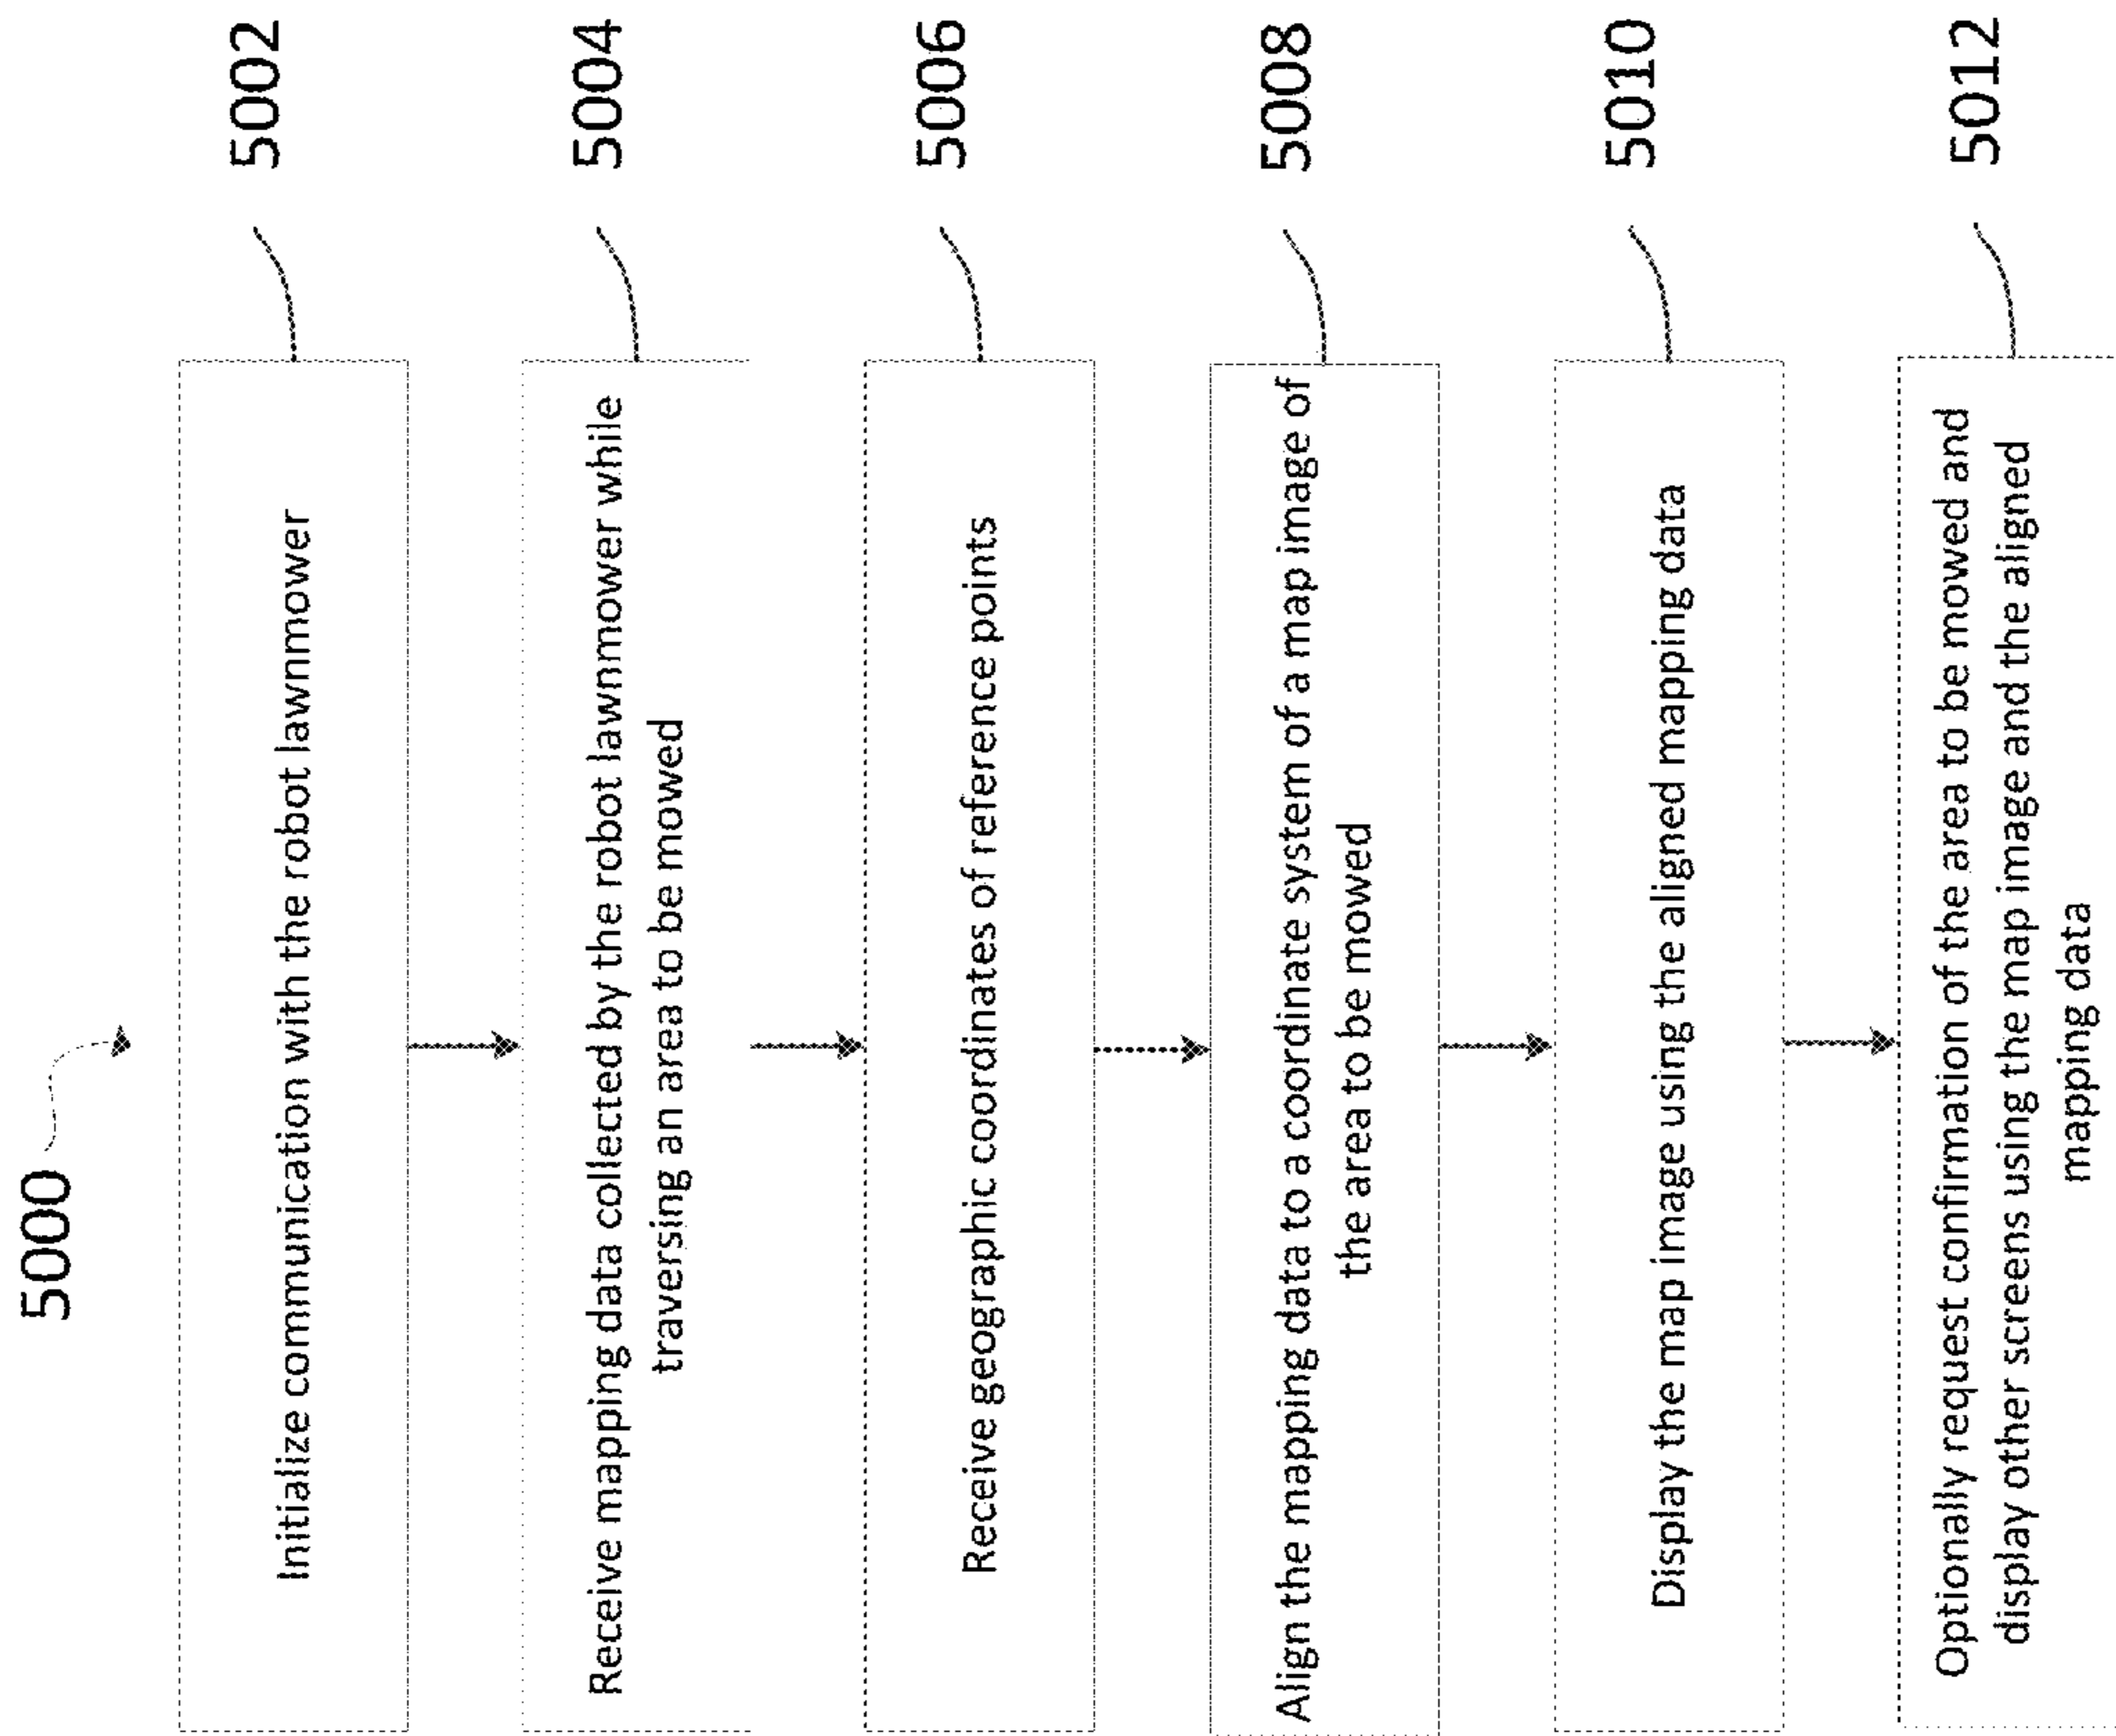 5000
Initialize communication with the robot lawnmower
5002
Receive mapping data collected by the robot lawnmower while
traversing an area to be mowed
5004
Receive geographic coordinates of reference points
5006
Align the mapping data to a coordinate system of a map image of
the area to be mowed
5008
Display the map image using the aligned mapping data
5010
Optionally request confirmation of the area to be mowed and
display other screens using the map image and the aligned
mapping data
5012